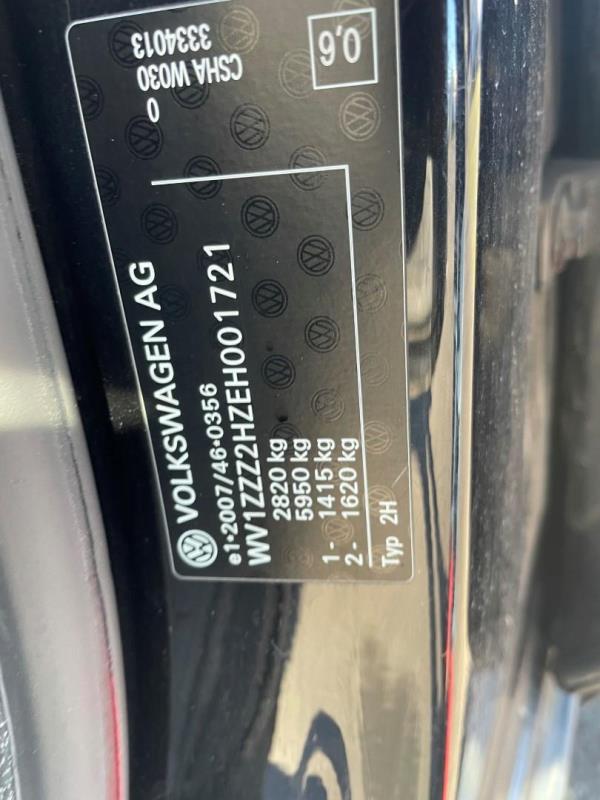 VOLKSWAGEN AG
e1*2007/46*0356
WV1ZZZ2HZEH001721
2820 kg
5950 kg
1- 1415 kg
2- 1620 kg
Typ 2H
0
CSHA W030
3334013
0,6